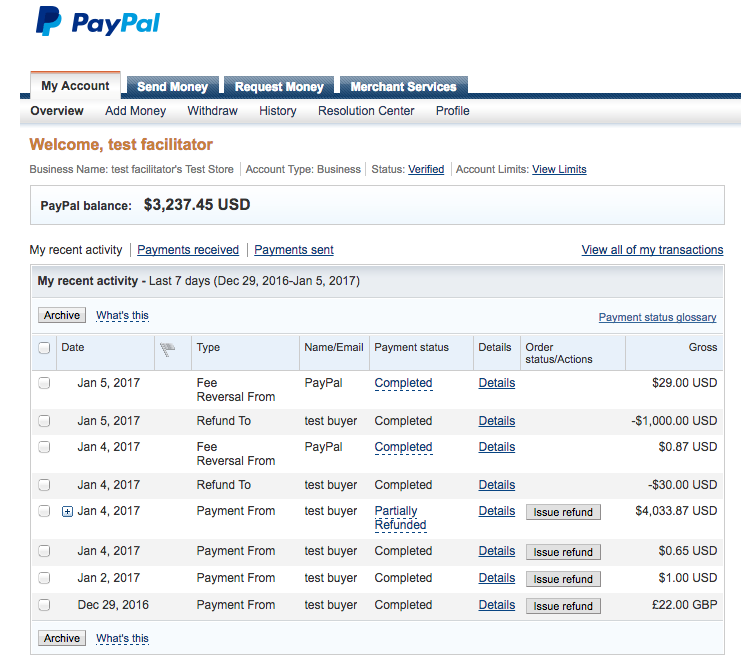 PayPal
My Account Send Money Request Money Merchant Services
Overview Add Money Withdraw History Resolution Center Profile
Welcome, test facilitator
Business Name: test facilitator's Test Store Account Type: Business Status: Verified Account Limits: View Limits
PayPal balance: $3,237.45 USD
My recent activity Payments received Payments sent View all of my transactions
My recent activity - Last 7 days (Dec 29, 2016-Jan 5, 2017)
Archive What's this Payment status glossary
Date Type Name/Email Payment status Details Order
status/Actions Gross
Jan 5, 2017 Fee
Reversal From PayPal Completed Details $29.00 USD
Jan 5, 2017 Refund To test buyer Completed Details -$1,000.00 USD
Jan 4, 2017 Fee
Reversal From PayPal Completed Details $0.87 USD
Jan 4, 2017 Refund To test buyer Completed Details -$30.00 USD
Jan 4, 2017 Payment From test buyer Partially
Refunded Details Issue refund $4,033.87 USD
Jan 4, 2017 Payment From test buyer Completed Details Issue refund $0.65 USD
Jan 2, 2017 Payment From test buyer Completed Details Issue refund $1.00 USD
Dec 29, 2016 Payment From test buyer Completed Details Issue refund £22.00 GBP
Archive What's this